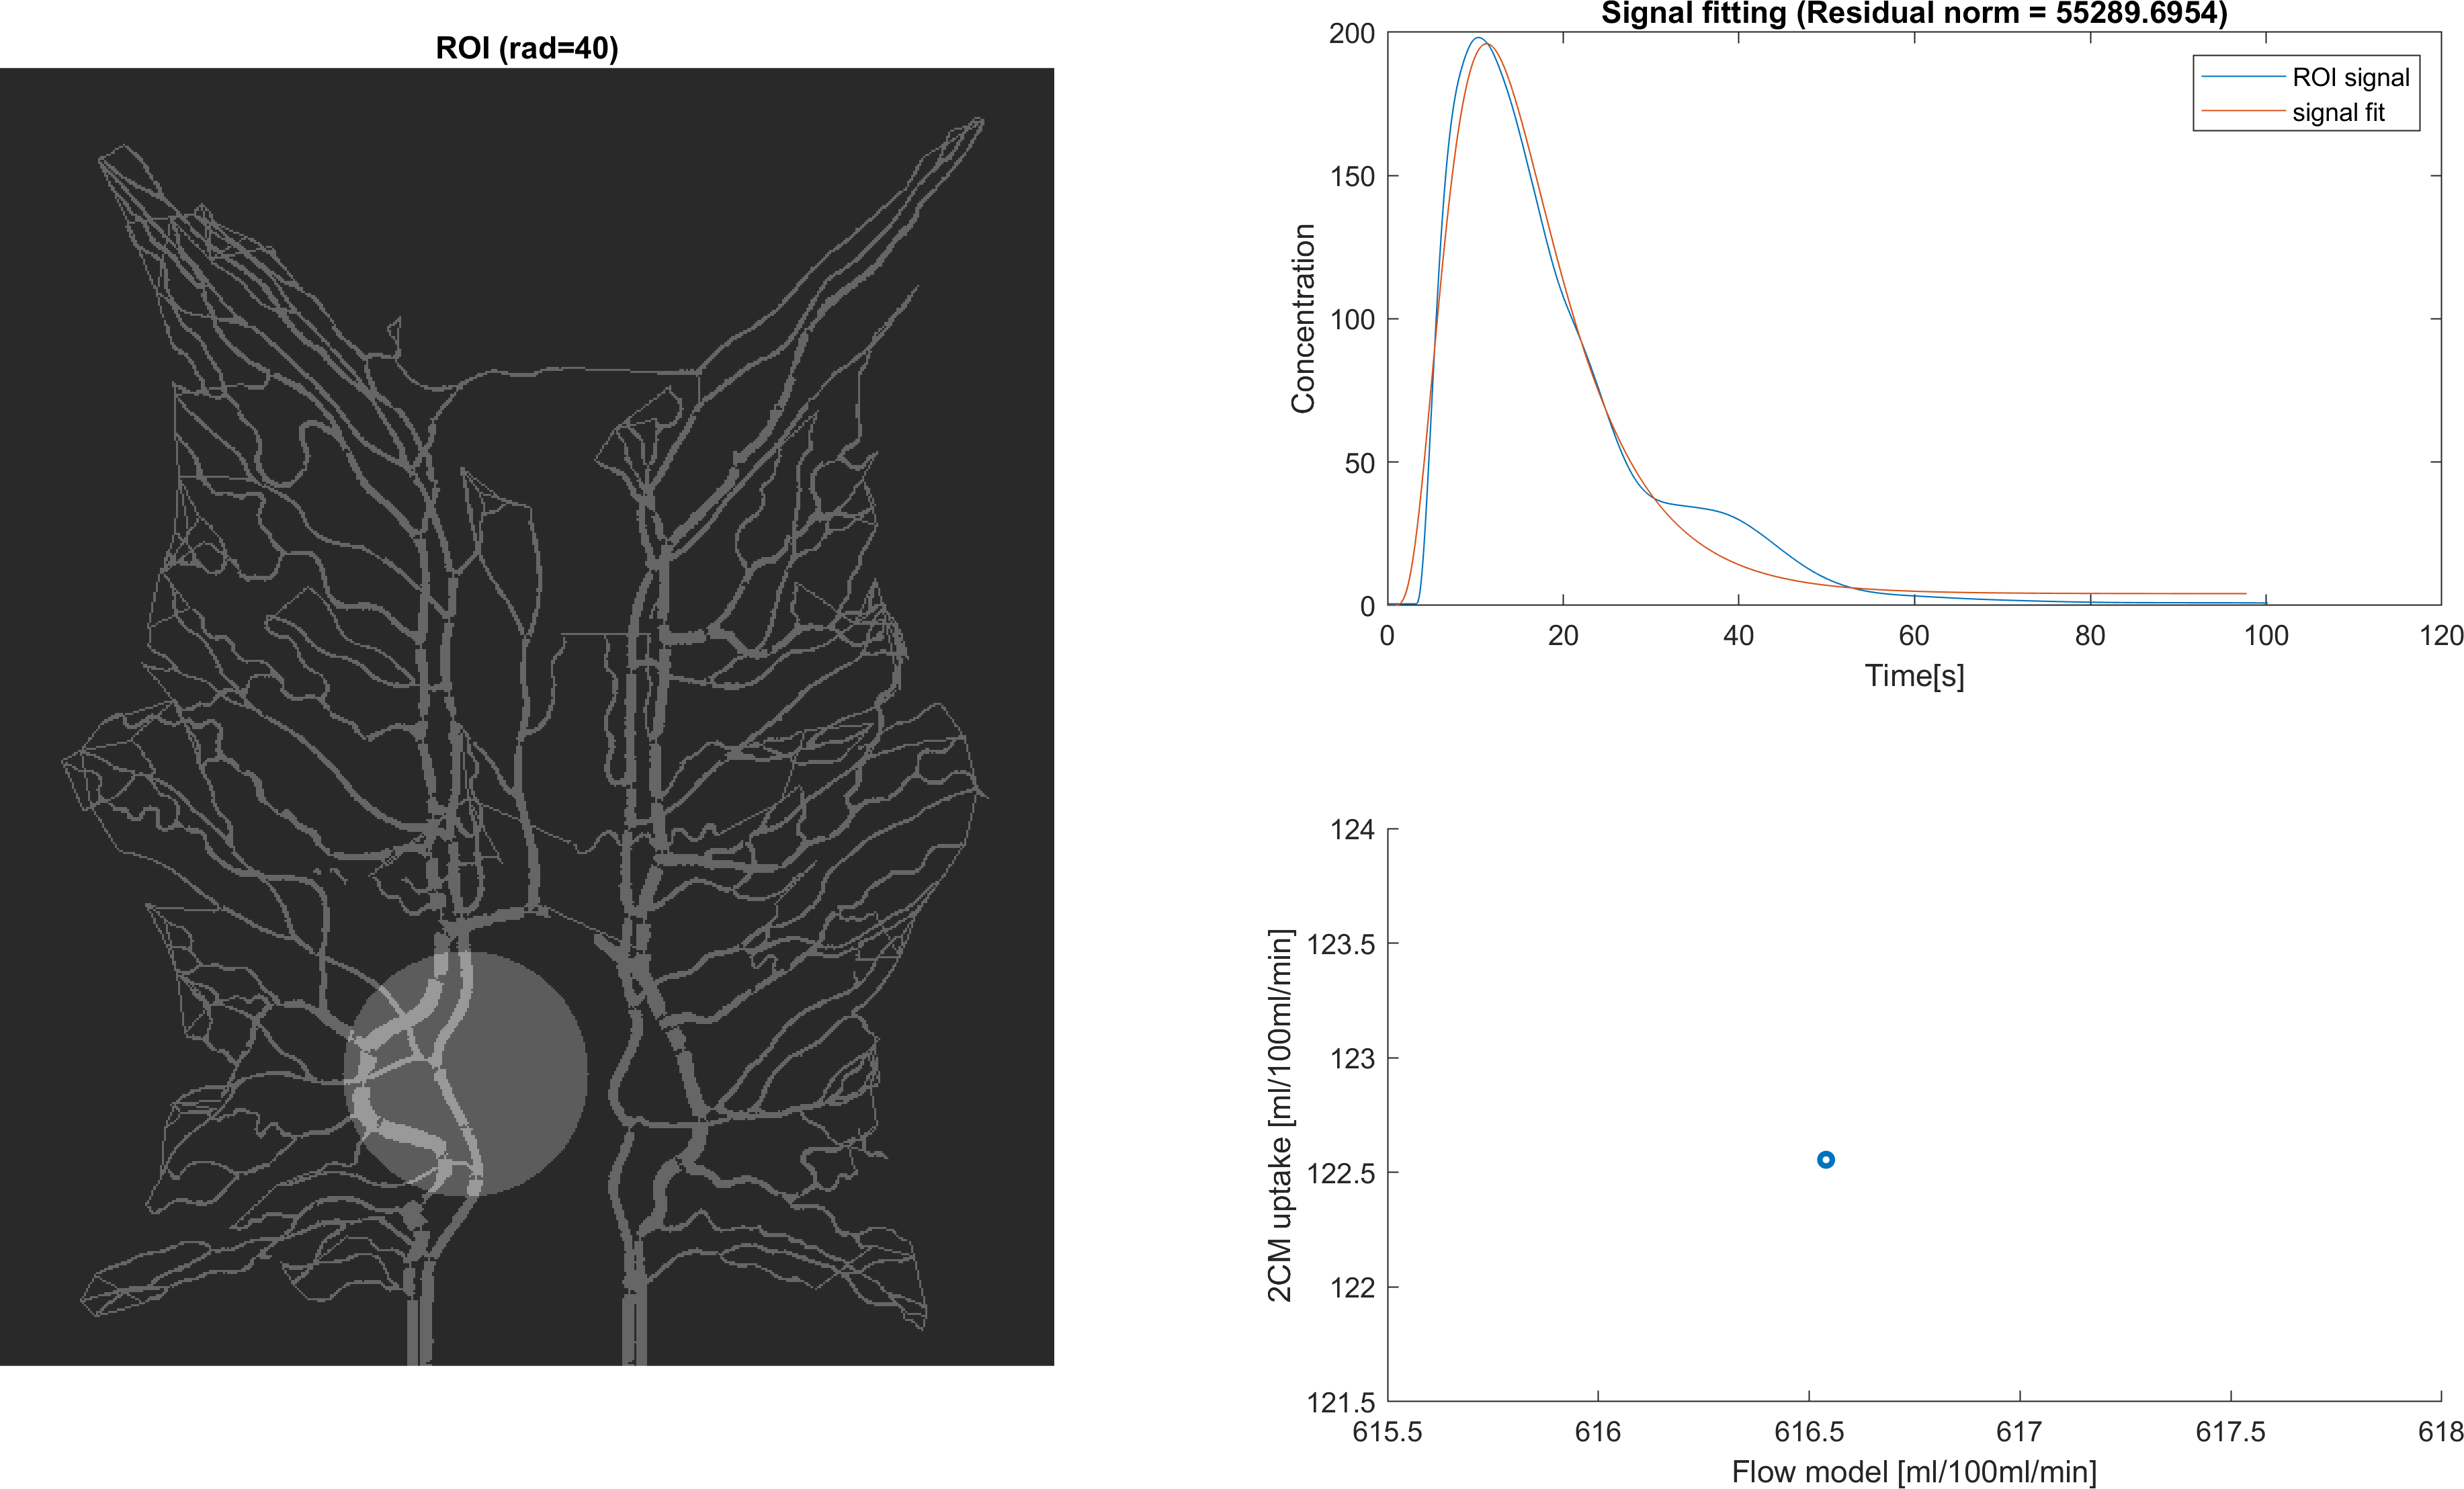 ROI (rad=40)
Signal fitting (Residual norm = 55289.6954)
200
150
100
50
0
Concentration
ROI signal
signal fit
0 20 40 60 80 100 120
Time[s]
124
123.5
123
122.5
122
121.5
2CM uptake [ml/100ml/min]
615.5 616 616.5 617 617.5 618
Flow model [ml/100ml/min]